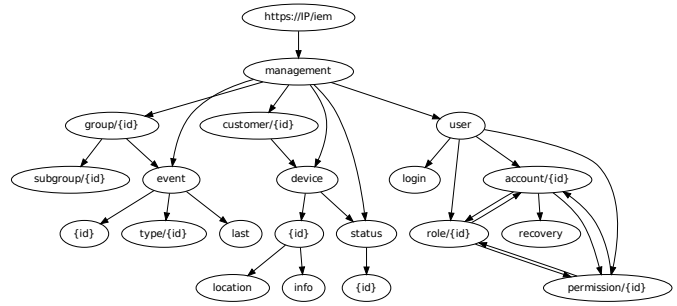 https://IP/iem
management
group/{id}
customer/{id}
user
subgroup/{id}
event
device
login
account/{id}
{id}
type/{id}
last
{id}
status
role/{id}
recovery
location
info
{id}
permission/{id}